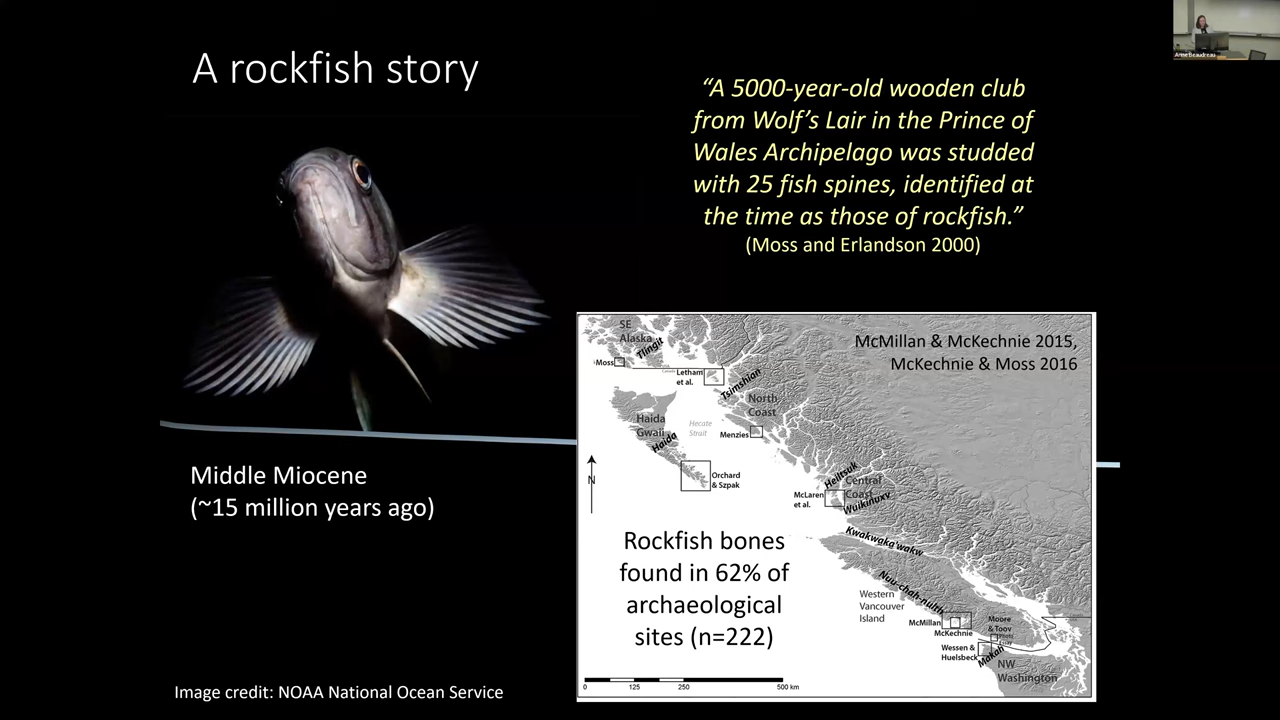 A rockfish story
“A 5000-year-old wooden club
from Wolf’s Lair in the Prince of
Wales Archipelago was studded
with 25 fish spines, identified at
the time as those of rockfish.”
(Moss and Erlandson 2000)
Anne Beaudreau
Middle Miocene
(~15 million years ago)
McMillan & McKechnie 2015,
McKechnie & Moss 2016
SE
Alaska
Tlingit
Moss
Letham
et al.
Tsimshian
North
Coast
Haida
Gwaii
Haida
Hecate
Strait
Menzies
N
Orchard
& Szpak
Heiltsuk
Central
Coast
McLaren
et al.
Wuikinuxv
Kwakwaka'wakw
Rockfish bones
found in 62% of
archaeological
sites (n=222)
Nuu-chah-nulth
Western
Vancouver
Island
McMillan
McKechnie
Moore
& Toov
Wessen &
Huelsbeck
Makah
NW
Washington
0 125 250 500 km
Image credit: NOAA National Ocean Service